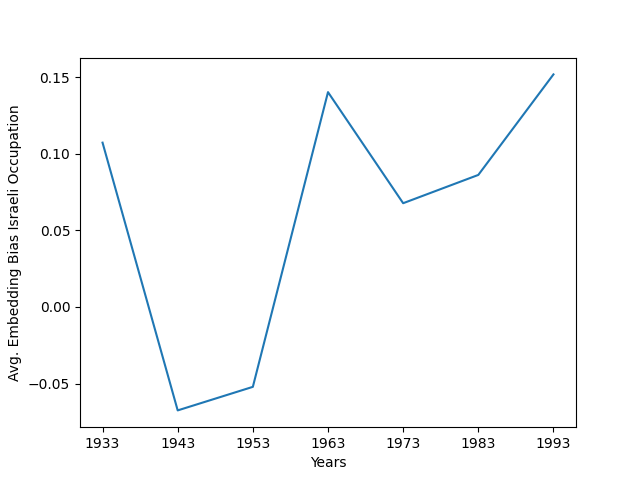 Avg. Embedding Bias Israeli Occupation
0.15
0.10
0.05
0.00
−0.05
1933 1943 1953 1963 1973 1983 1993
Years